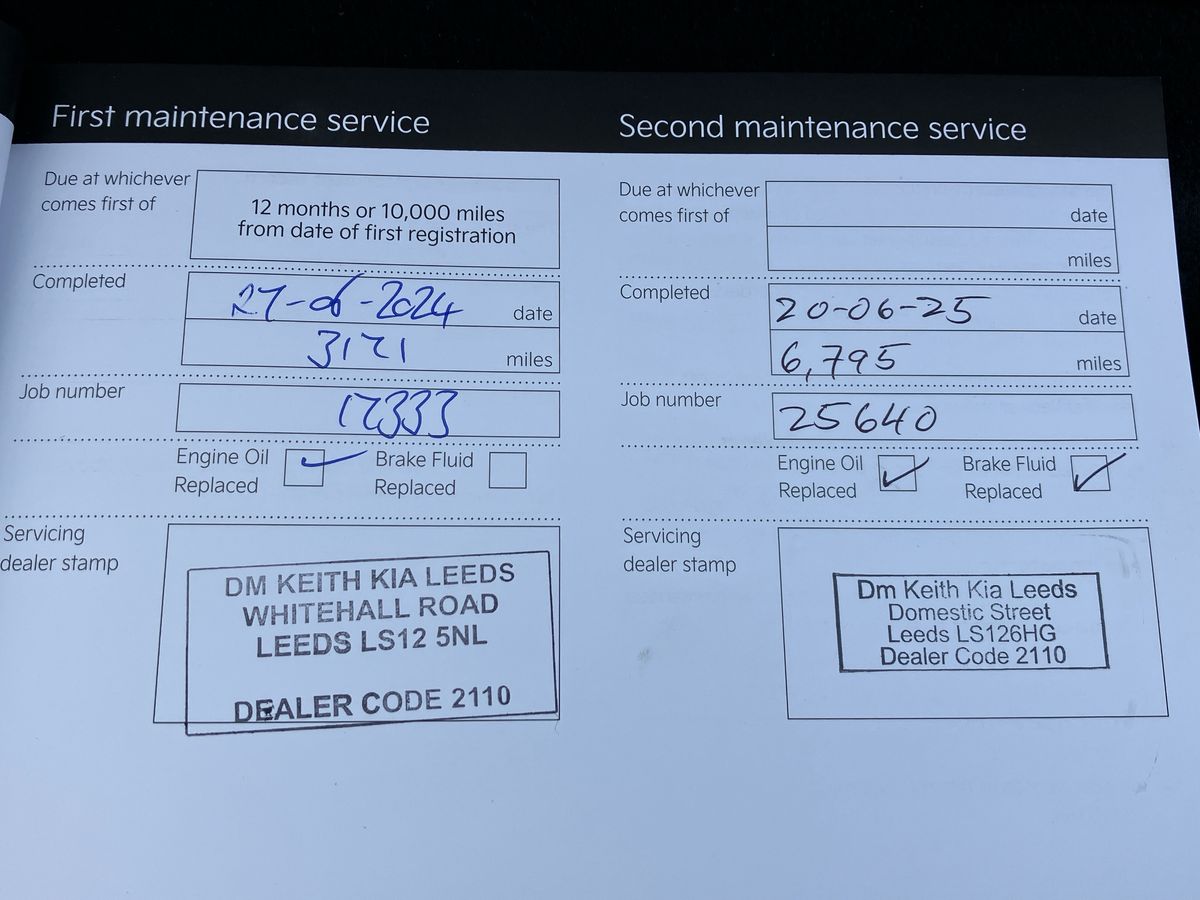 First maintenance service
Due at whichever
comes first of
12 months or 10,000 miles
from date of first registration
Completed
27-06-2024 date
miles
Job number
Engine Oil
Replaced
Brake Fluid
Replaced
Servicing
dealer stamp
DM KEITH KIA LEEDS
WHITEHALL ROAD
LEEDS LS12 5NL
DEALER CODE 2110
Second maintenance service
Due at whichever
comes first of
date
miles
Completed
20-06-25 date
6,795 miles
Job number
25640
Engine Oil
Replaced
Brake Fluid
Replaced
Servicing
dealer stamp
Dm Keith Kia Leeds
Domestic Street
Leeds LS126HG
Dealer Code 2110